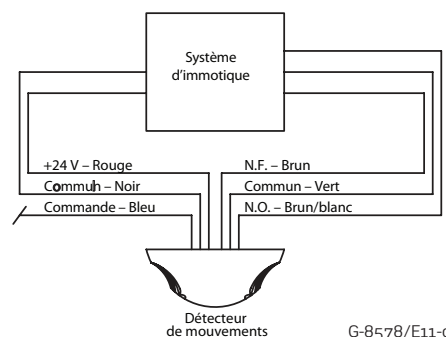 Système
d'immotique
+24 V – Rouge
N.F. – Brun
Commun – Noir
Commun – Vert
Commande – Bleu
N.O. – Brun/blanc
Détecteur
de mouvements